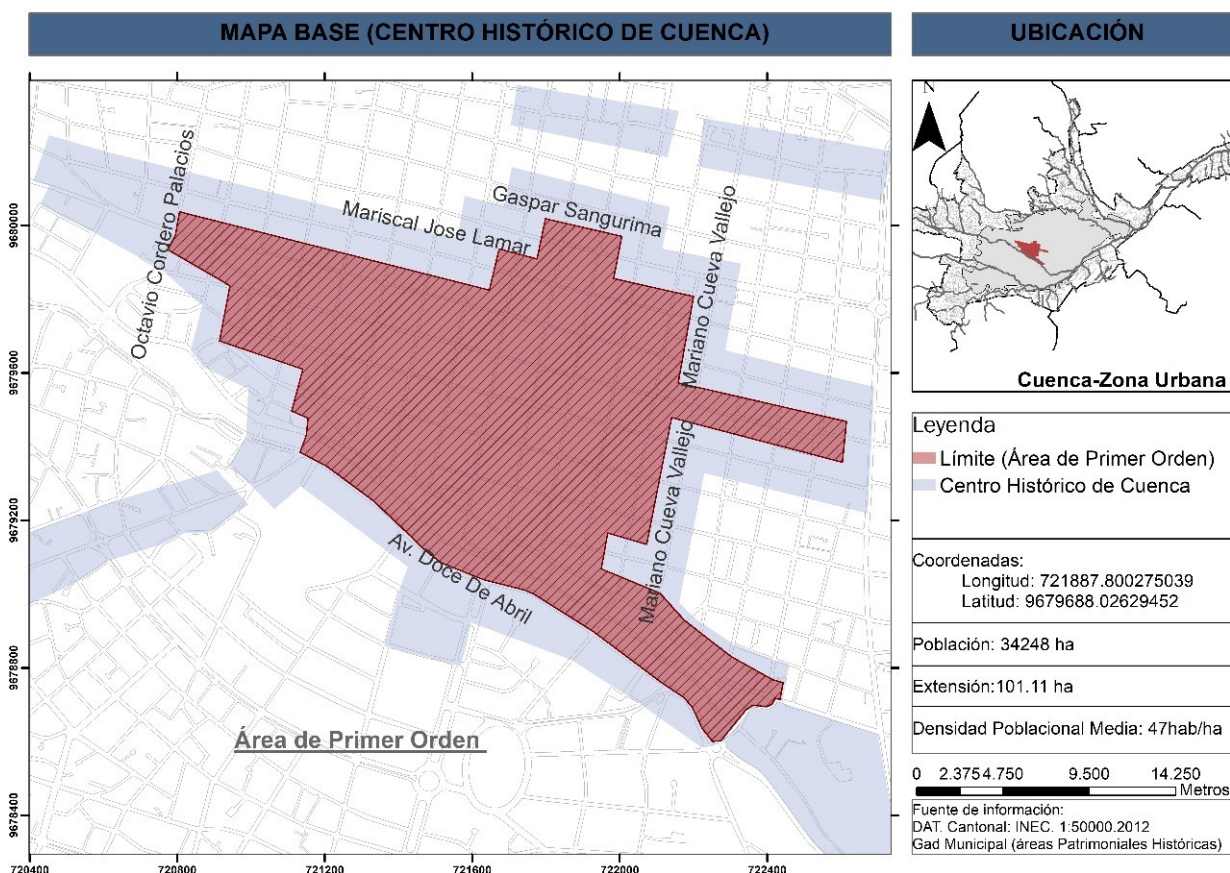 MAPA BASE (CENTRO HISTÓRICO DE CUENCA)
UBICACIÓN
Octavio Cordero Palacios
Mariscal Jose Lamar
Gaspar Sangurima
Mariano Cueva Vallejo
Mariano Cueva Vallejo
Mariano Cueva Vallejo
Av. Doce De Abril
Área de Primer Orden
9680000
9679600
9679200
9678800
9678400
720400
720800
721200
721600
722000
722400
N
Cuenca-Zona Urbana
Leyenda
Límite (Área de Primer Orden)
Centro Histórico de Cuenca
Coordenadas:
Longitud: 721887.800275039
Latitud: 9679688.02629452
Población: 34248 ha
Extensión:101.11 ha
Densidad Poblacional Media: 47hab/ha
0 2.375 4.750 9.500 14.250
Metros
Fuente de información:
DAT. Cantonal: INEC. 1:50000.2012
Gad Municipal (áreas Patrimoniales Históricas)